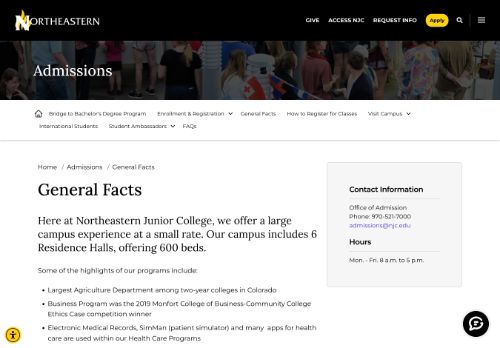 NORTHEASTERN
GIVE ACCESS NJC REQUEST INFO Apply
Admissions
Bridge to Bachelor's Degree Program Enrollment & Registration General Facts How to Register for Classes Visit Campus
International Students Student Ambassadors FAQs
Home / Admissions / General Facts
General Facts
Here at Northeastern Junior College, we offer a large
campus experience at a small rate. Our campus includes 6
Residence Halls, offering 600 beds.
Some of the highlights of our programs include:
Largest Agriculture Department among two-year colleges in Colorado
Business Program was the 2019 Monfort College of Business-Community College
Ethics Case competition winner
Electronic Medical Records, SimMan (patient simulator) and many apps for health
care are used within our Health Care Programs
Contact Information
Office of Admission
Phone: 970-521-7000
admissions@njc.edu
Hours
Mon. - Fri. 8 a.m. to 5 p.m.